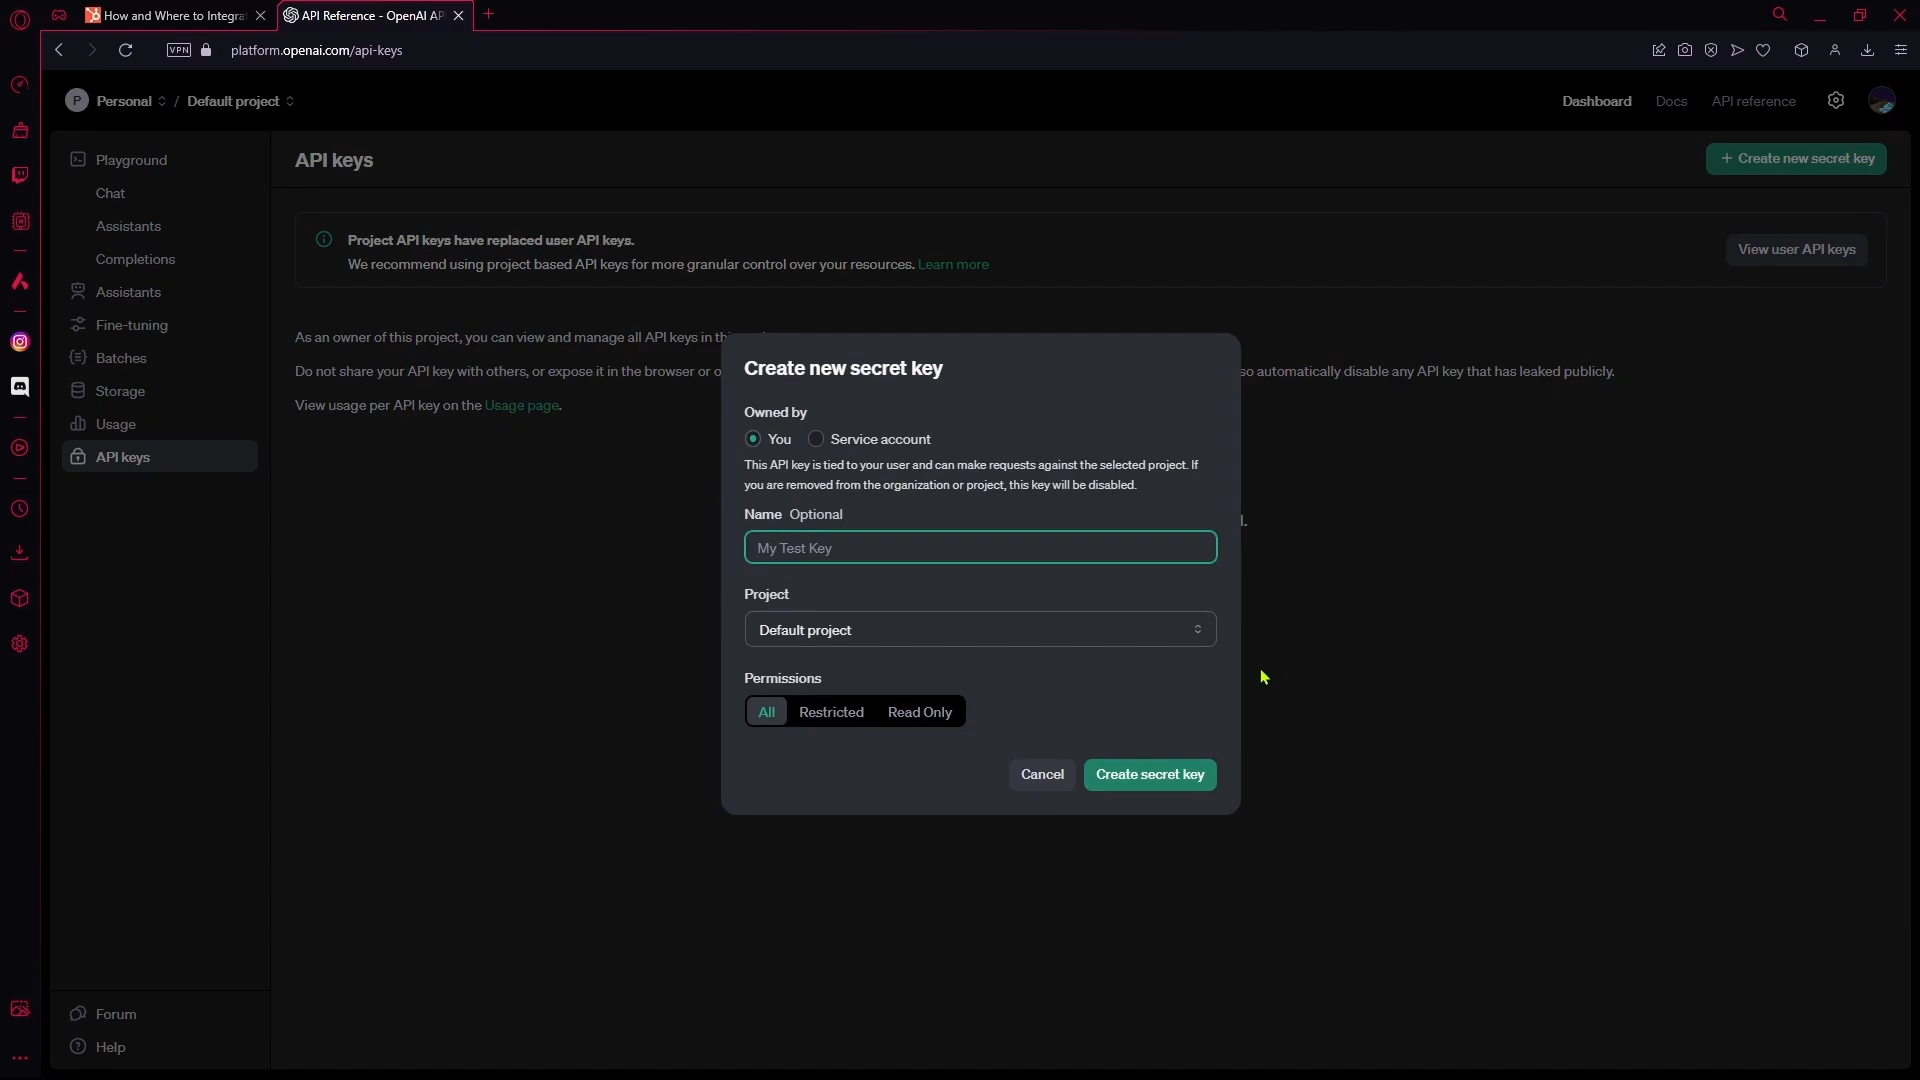 How and Where to Integra
API Reference - OpenAI AP
VPN
platform.openai.com/api-keys
P Personal / Default project
Dashboard Docs API reference
Playground
Chat
Assistants
Completions
Assistants
Fine-tuning
Batches
Storage
Usage
API keys
Forum
Help
API keys
+ Create new secret key
Project API keys have replaced user API keys.
We recommend using project based API keys for more granular control over your resources. Learn more
View user API keys
As an owner of this project, you can view and manage all API keys in
Do not share your API key with others, or expose it in the browser or o
so automatically disable any API key that has leaked publicly.
View usage per API key on the Usage page.
Create new secret key
Owned by
You Service account
This API key is tied to your user and can make requests against the selected project. If
you are removed from the organization or project, this key will be disabled.
Name Optional
My Test Key
Project
Default project
Permissions
All Restricted Read Only
Cancel Create secret key